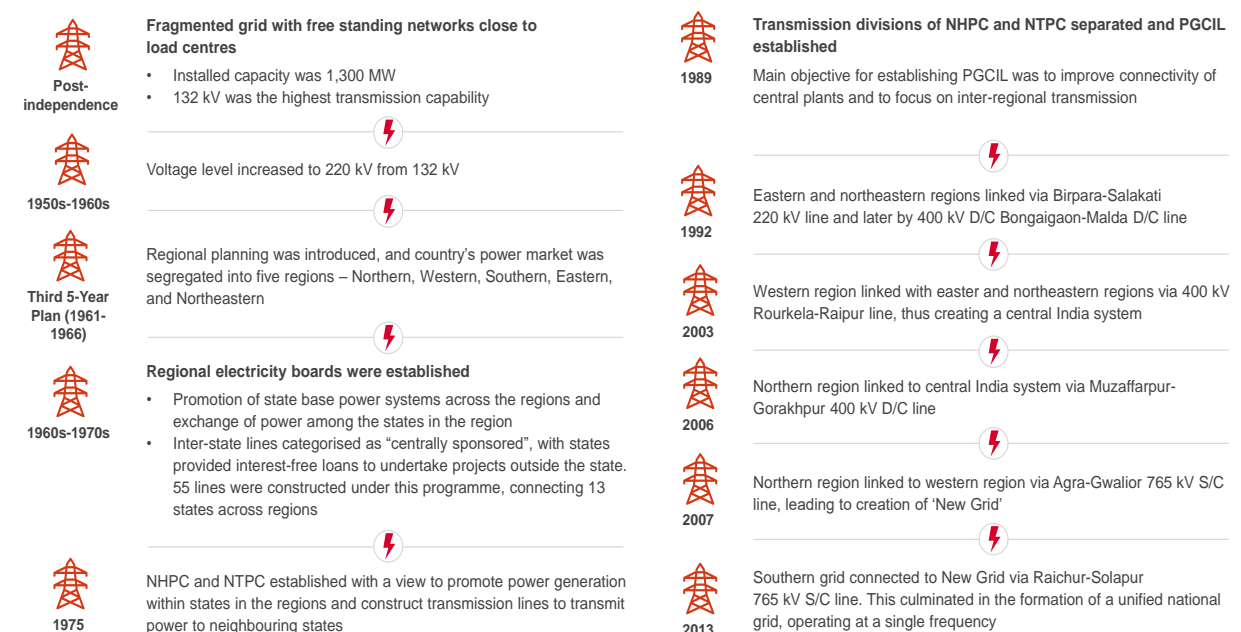 Post-
independence
Fragmented grid with free standing networks close to
load centres
• Installed capacity was 1,300 MW
• 132 kV was the highest transmission capability
1950s-1960s
Voltage level increased to 220 kV from 132 kV
Third 5-Year
Plan (1961-
1966)
Regional planning was introduced, and country's power market was
segregated into five regions – Northern, Western, Southern, Eastern,
and Northeastern
1960s-1970s
Regional electricity boards were established
• Promotion of state base power systems across the regions and
exchange of power among the states in the region
• Inter-state lines categorised as “centrally sponsored”, with states
provided interest-free loans to undertake projects outside the state.
55 lines were constructed under this programme, connecting 13
states across regions
1975
NHPC and NTPC established with a view to promote power generation
within states in the regions and construct transmission lines to transmit
power to neighbouring states
1989
Transmission divisions of NHPC and NTPC separated and PGCIL
established
Main objective for establishing PGCIL was to improve connectivity of
central plants and to focus on inter-regional transmission
1992
Eastern and northeastern regions linked via Birpara-Salakati
220 kV line and later by 400 kV D/C Bongaigaon-Malda D/C line
2003
Western region linked with easter and northeastern regions via 400 kV
Rourkela-Raipur line, thus creating a central India system
2006
Northern region linked to central India system via Muzaffarpur-
Gorakhpur 400 kV D/C line
2007
Northern region linked to western region via Agra-Gwalior 765 kV S/C
line, leading to creation of ‘New Grid’
2013
Southern grid connected to New Grid via Raichur-Solapur
765 kV S/C line. This culminated in the formation of a unified national
grid, operating at a single frequency